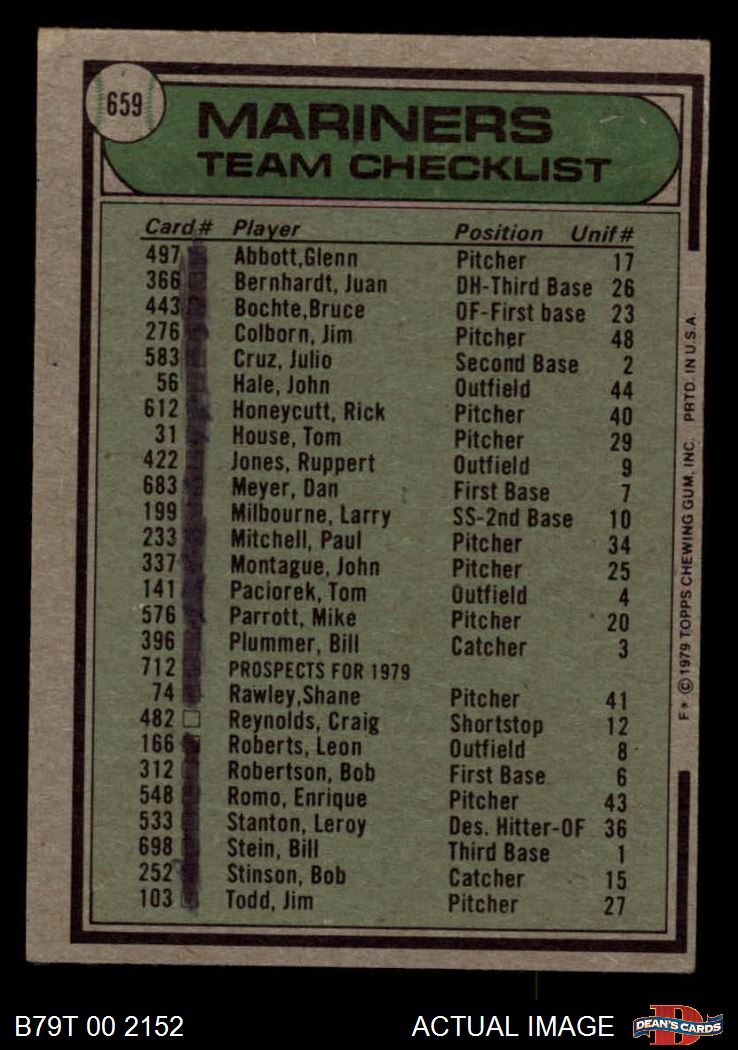 659
MARINERS
TEAM CHECKLIST
Card# Player Position Unif#
497 Abbott,Glenn Pitcher 17
366 Bernhardt, Juan DH-Third Base 26
443 Bochte,Bruce OF-First base 23
276 Colborn, Jim Pitcher 48
583 Cruz, Julio Second Base 2
56 Hale, John Outfield 44
612 Honeycutt, Rick Pitcher 40
31 House, Tom Pitcher 29
422 Jones, Ruppert Outfield 9
683 Meyer, Dan First Base 7
199 Milbourne, Larry SS-2nd Base 10
233 Mitchell, Paul Pitcher 34
337 Montague, John Pitcher 25
141 Paciorek, Tom Outfield 4
576 Parrott, Mike Pitcher 20
396 Plummer, Bill Catcher 3
712 PROSPECTS FOR 1979
74 Rawley,Shane Pitcher 41
482 Reynolds, Craig Shortstop 12
166 Roberts, Leon Outfield 8
312 Robertson, Bob First Base 6
548 Romo, Enrique Pitcher 43
533 Stanton, Leroy Des. Hitter-OF 36
698 Stein, Bill Third Base 1
252 Stinson, Bob Catcher 15
103 Todd, Jim Pitcher 27
F* © 1979 TOPPS CHEWING GUM, INC. PRTD. IN U.S.A.
B79T 00 2152 ACTUAL IMAGE
DEAN'S CARDS